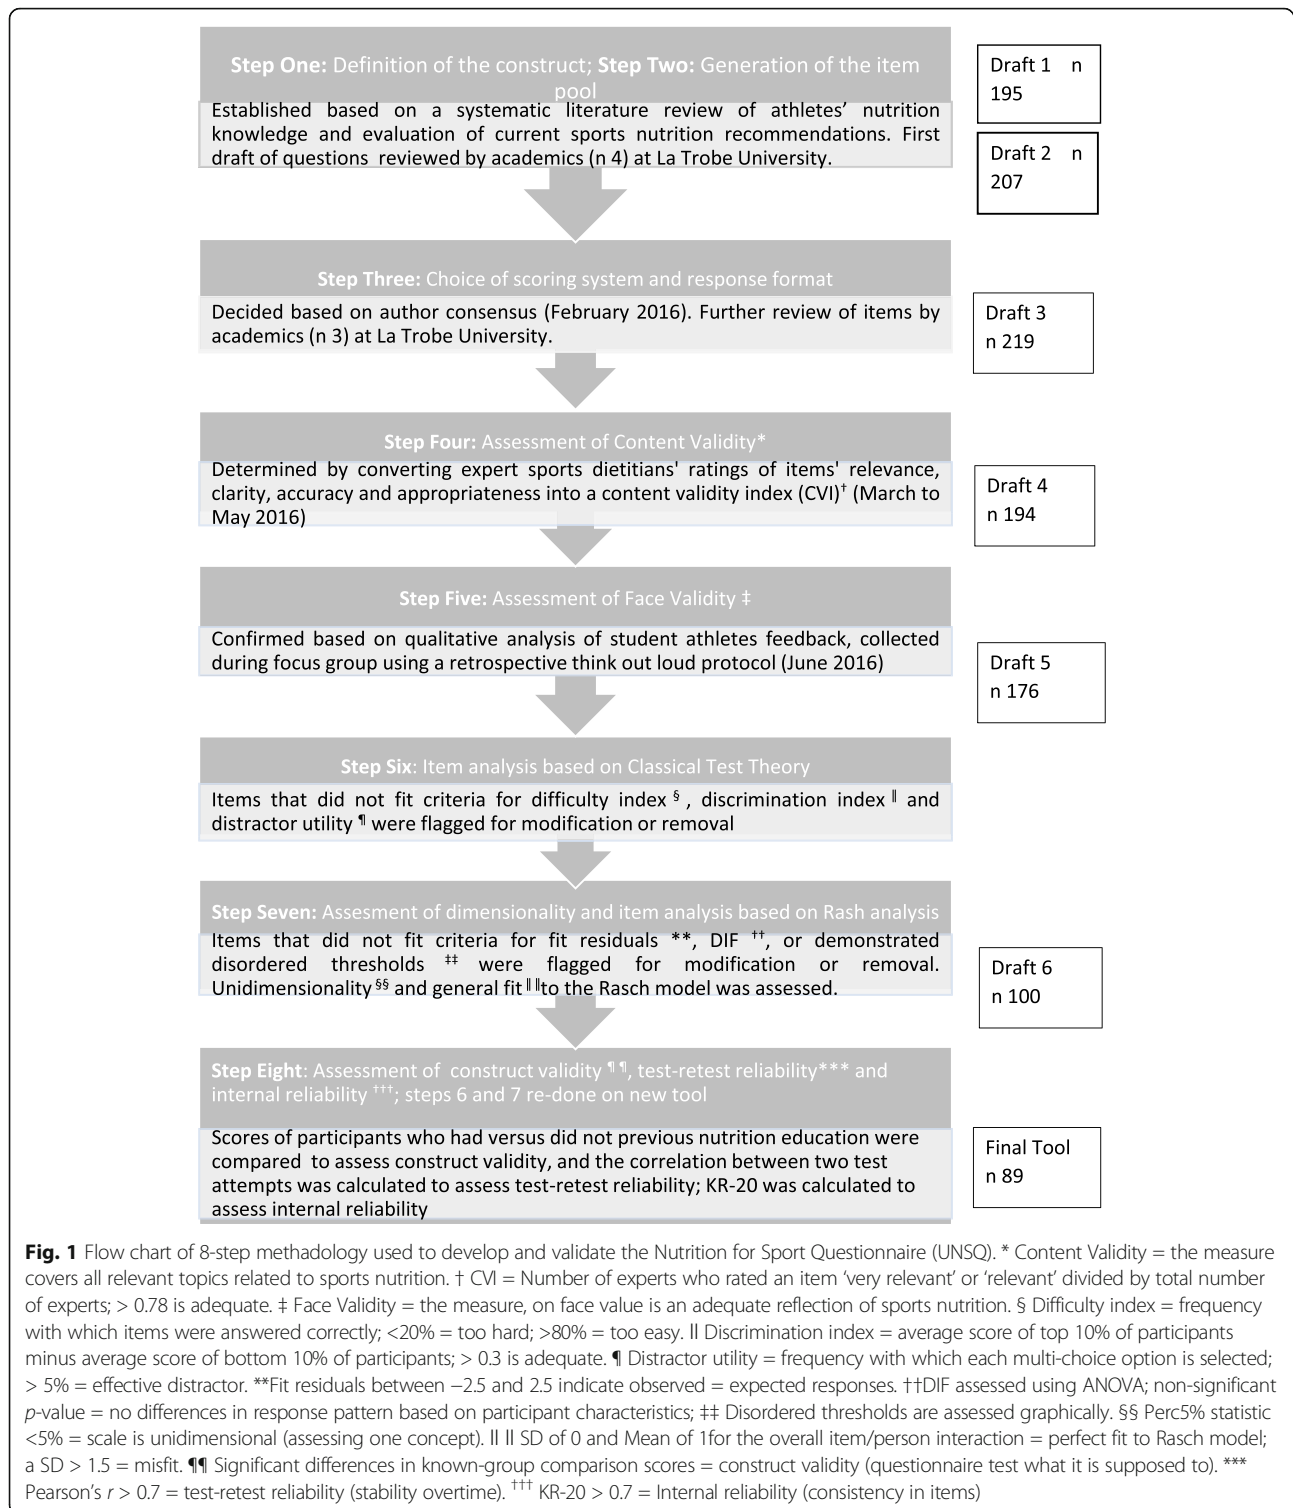 Step One: Definition of the construct; Step Two: Generation of the item
pool
Established based on a systematic literature review of athletes’ nutrition
knowledge and evaluation of current sports nutrition recommendations. First
draft of questions reviewed by academics (n 4) at La Trobe University.
Draft 1 n
195
Draft 2 n
207
Step Three: Choice of scoring system and response format
Decided based on author consensus (February 2016). Further review of items by
academics (n 3) at La Trobe University.
Draft 3
n 219
Step Four: Assessment of Content Validity*
Determined by converting expert sports dietitians' ratings of items' relevance,
clarity, accuracy and appropriateness into a content validity index (CVI)† (March to
May 2016)
Draft 4
n 194
Step Five: Assessment of Face Validity ‡
Confirmed based on qualitative analysis of student athletes feedback, collected
during focus group using a retrospective think out loud protocol (June 2016)
Draft 5
n 176
Step Six: Item analysis based on Classical Test Theory
Items that did not fit criteria for difficulty index § , discrimination index ‖ and
distractor utility ¶ were flagged for modification or removal
Step Seven: Assesment of dimensionality and item analysis based on Rash analysis
Items that did not fit criteria for fit residuals **, DIF ††, or demonstrated
disordered thresholds ‡‡ were flagged for modification or removal.
Unidimensionality §§ and general fit ‖ ‖to the Rasch model was assessed.
Draft 6
n 100
Step Eight: Assessment of construct validity ¶ ¶, test-retest reliability*** and
internal reliability †††; steps 6 and 7 re-done on new tool
Scores of participants who had versus did not previous nutrition education were
compared to assess construct validity, and the correlation between two test
attempts was calculated to assess test-retest reliability; KR-20 was calculated to
assess internal reliability
Final Tool
n 89
Fig. 1 Flow chart of 8-step methadology used to develop and validate the Nutrition for Sport Questionnaire (UNSQ). * Content Validity = the measure
covers all relevant topics related to sports nutrition. † CVI = Number of experts who rated an item ‘very relevant’ or ‘relevant’ divided by total number
of experts; > 0.78 is adequate. ‡ Face Validity = the measure, on face value is an adequate reflection of sports nutrition. § Difficulty index = frequency
with which items were answered correctly; <20% = too hard; >80% = too easy. ll Discrimination index = average score of top 10% of participants
minus average score of bottom 10% of participants; > 0.3 is adequate. ¶ Distractor utility = frequency with which each multi-choice option is selected;
> 5% = effective distractor. **Fit residuals between −2.5 and 2.5 indicate observed = expected responses. ††DIF assessed using ANOVA; non-significant
p-value = no differences in response pattern based on participant characteristics; ‡‡ Disordered thresholds are assessed graphically. §§ Perc5% statistic
<5% = scale is unidimensional (assessing one concept). ll ll SD of 0 and Mean of 1for the overall item/person interaction = perfect fit to Rasch model;
a SD > 1.5 = misfit. ¶¶ Significant differences in known-group comparison scores = construct validity (questionnaire test what it is supposed to). ***
Pearson’s r > 0.7 = test-retest reliability (stability overtime). ††† KR-20 > 0.7 = Internal reliability (consistency in items)